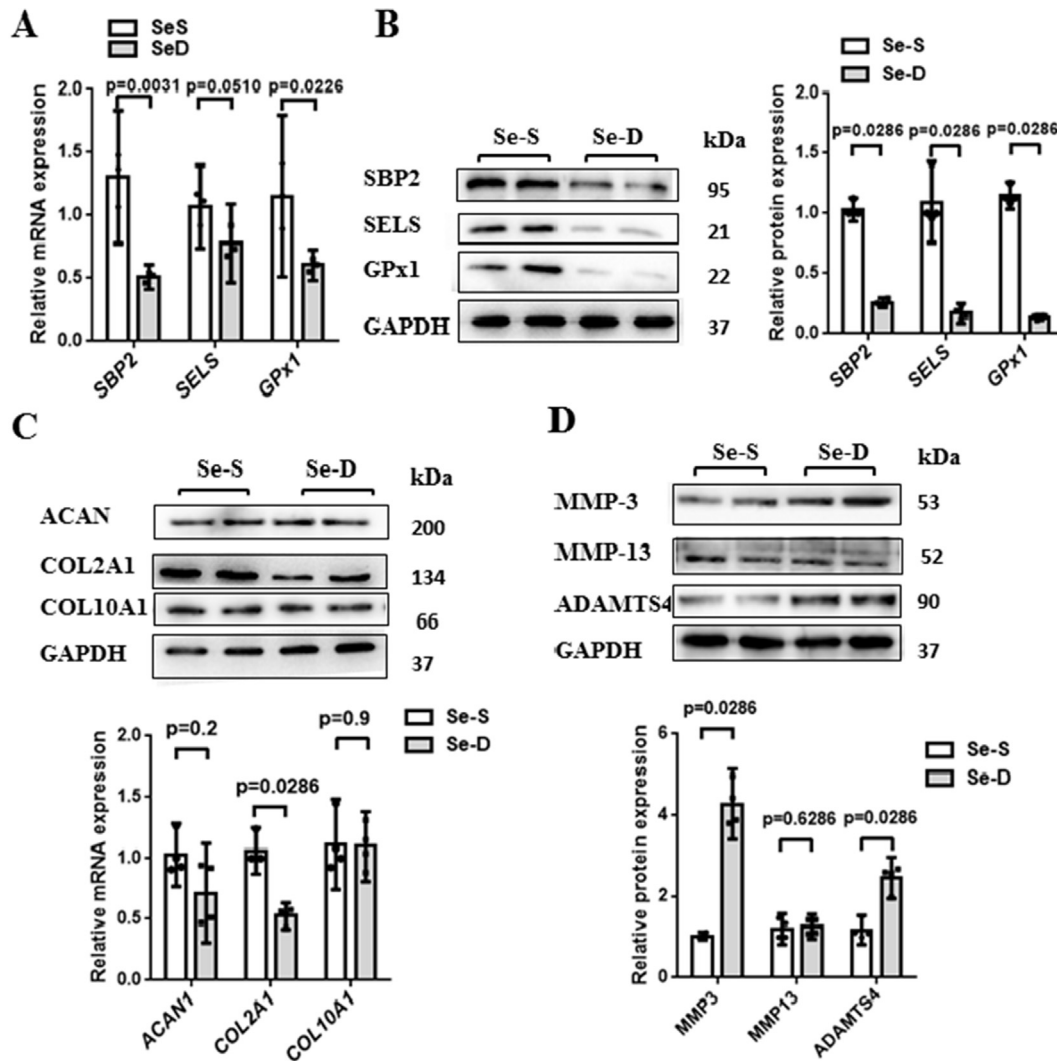 A
SeS
SeD
p=0.0031 p=0.0510 p=0.0226
Relative mRNA expression
2.0
1.5
1.0
0.5
0.0
SBP2
SELS
GPx1
B
Se-S Se-D kDa
SBP2 95
SELS 21
GPx1 22
GAPDH 37
Se-S
Se-D
p=0.0286 p=0.0286 p=0.0286
Relative protein expression
2.0
1.5
1.0
0.5
0.0
SBP2
SELS
GPx1
C
Se-S Se-D kDa
ACAN 200
COL2A1 134
COL10A1 66
GAPDH 37
Se-S
Se-D
p=0.2
p=0.0286
p=0.9
Relative mRNA expression
2.0
1.5
1.0
0.5
0.0
ACAN1
COL2A1
COL10A1
D
Se-S Se-D kDa
MMP-3 53
MMP-13 52
ADAMTS4 90
GAPDH 37
Se-S
Se-D
p=0.0286
p=0.6286 p=0.0286
Relative protein expression
6
4
2
0
MMP3
MMP13
ADAMTS4